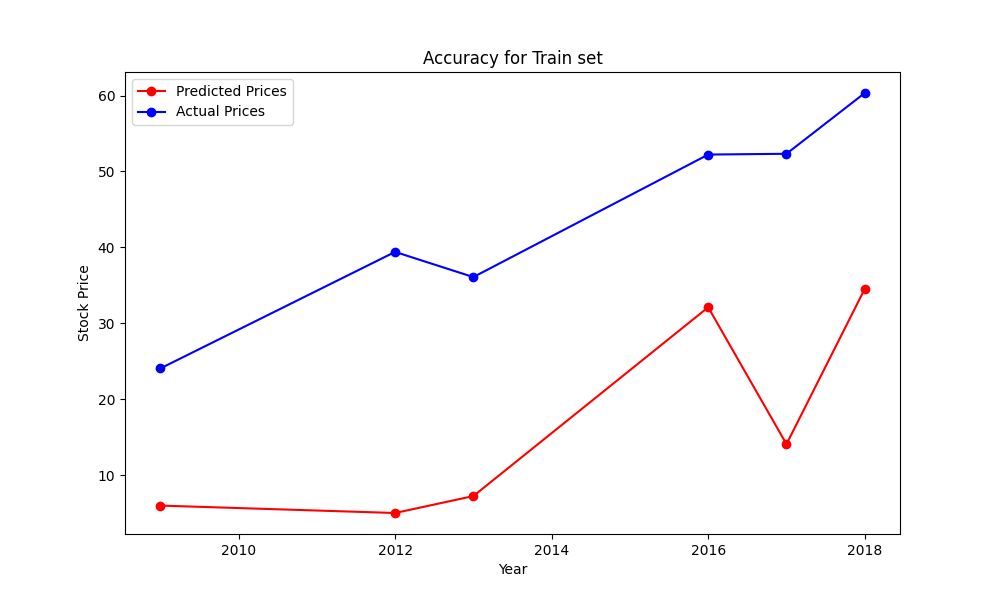 Accuracy for Train set
Predicted Prices
Actual Prices
60
50
40
30
20
10
Stock Price
2010 2012 2014 2016 2018
Year